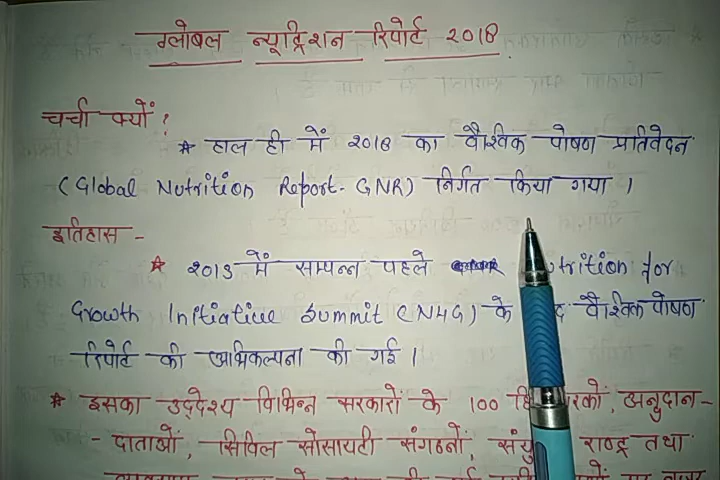 ग्लोबल न्यूट्रिशन रिपोर्ट 2018
चर्चा क्यों?
* हाल ही में 2018 का वैश्विक पोषण प्रतिवेदन
(Global Nutrition Report-GNR) निर्गत किया गया।
इतिहास -
* 2013 में सम्पन्न पहले for
Growth Initiative Summit (N4G) के वैश्विक पोषण
रिपोर्ट की अभिकल्पना की गई।
* इसका उद्देश्य विभिन्न सरकारों के 100 अनुदान-
- दाताओं, सिविल सोसायटी संगठनों, राष्ट्र तथा